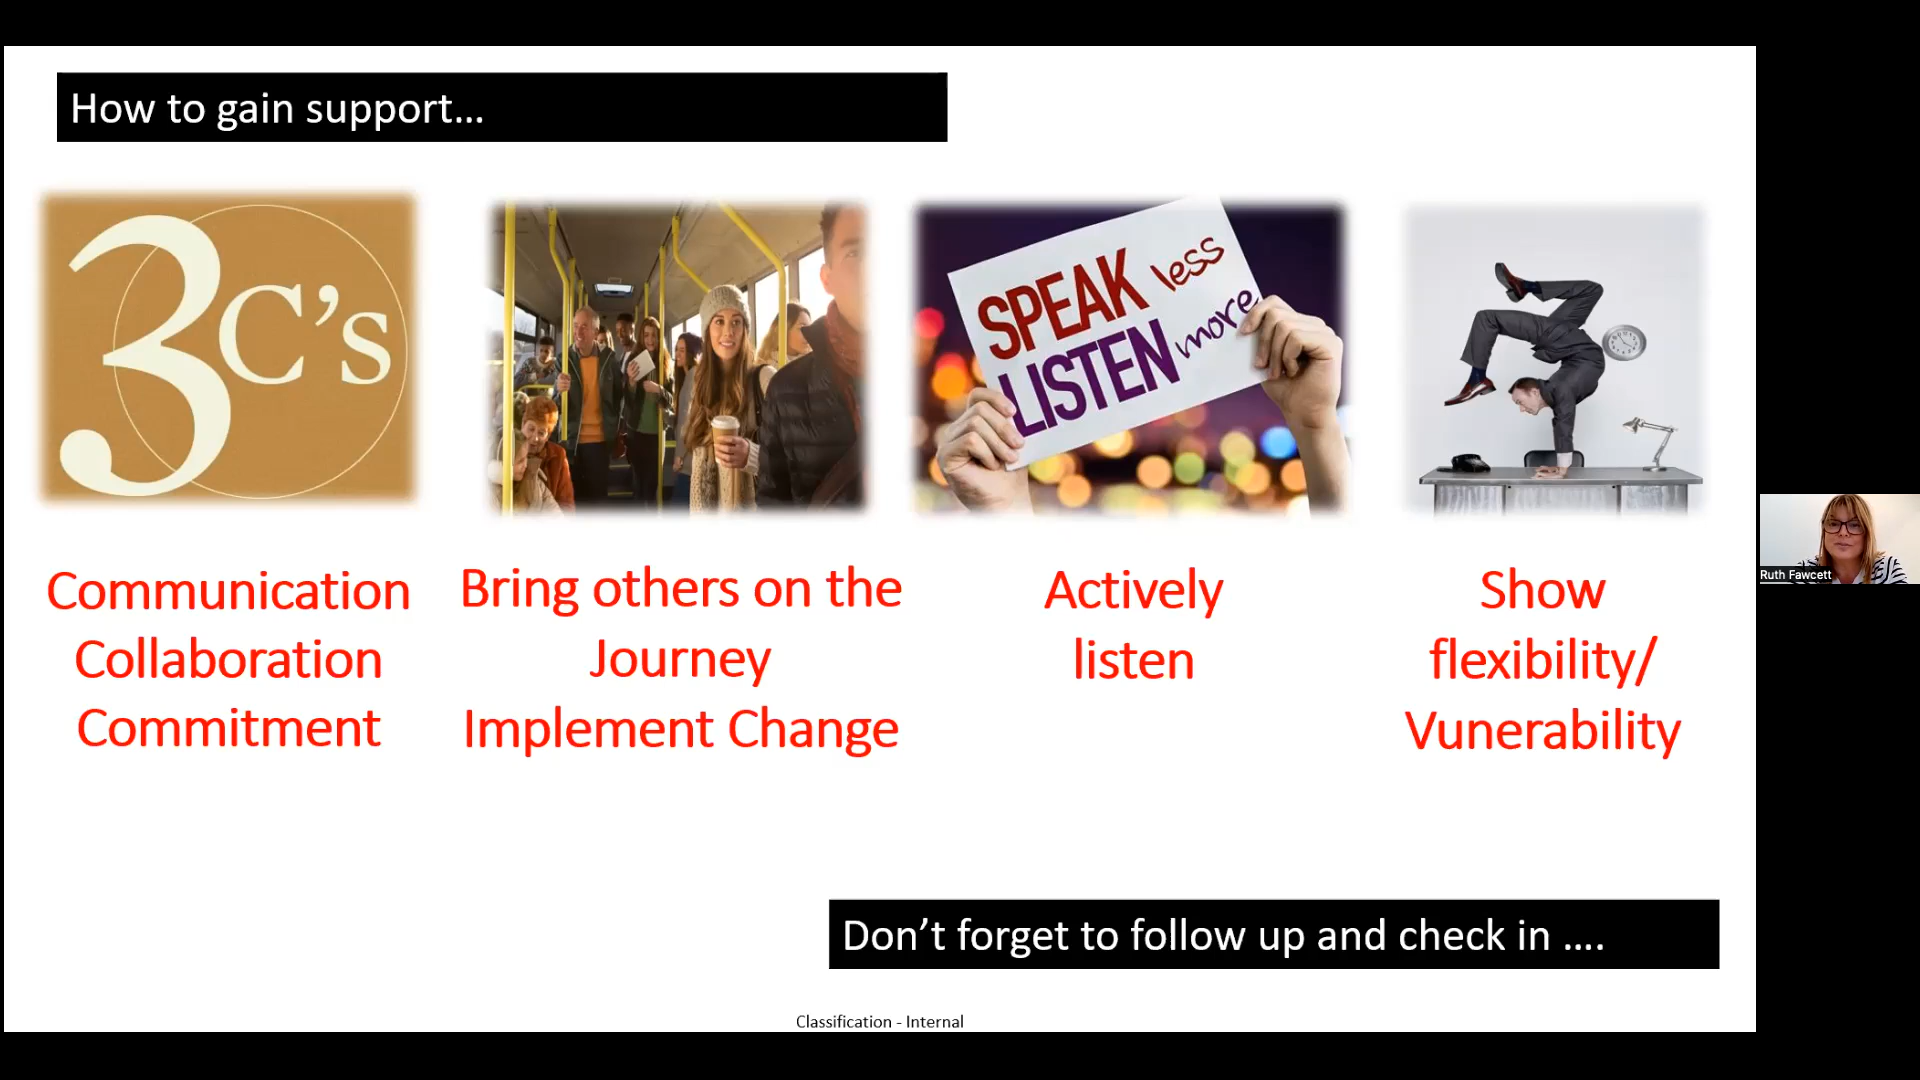 How to gain support...
3 C's
SPEAK less
LISTEN more
Communication
Collaboration
Commitment
Bring others on the
Journey
Implement Change
Actively
listen
Show
flexibility/
Vunerability
Ruth Fawcett
Don't forget to follow up and check in ....
Classification - Internal